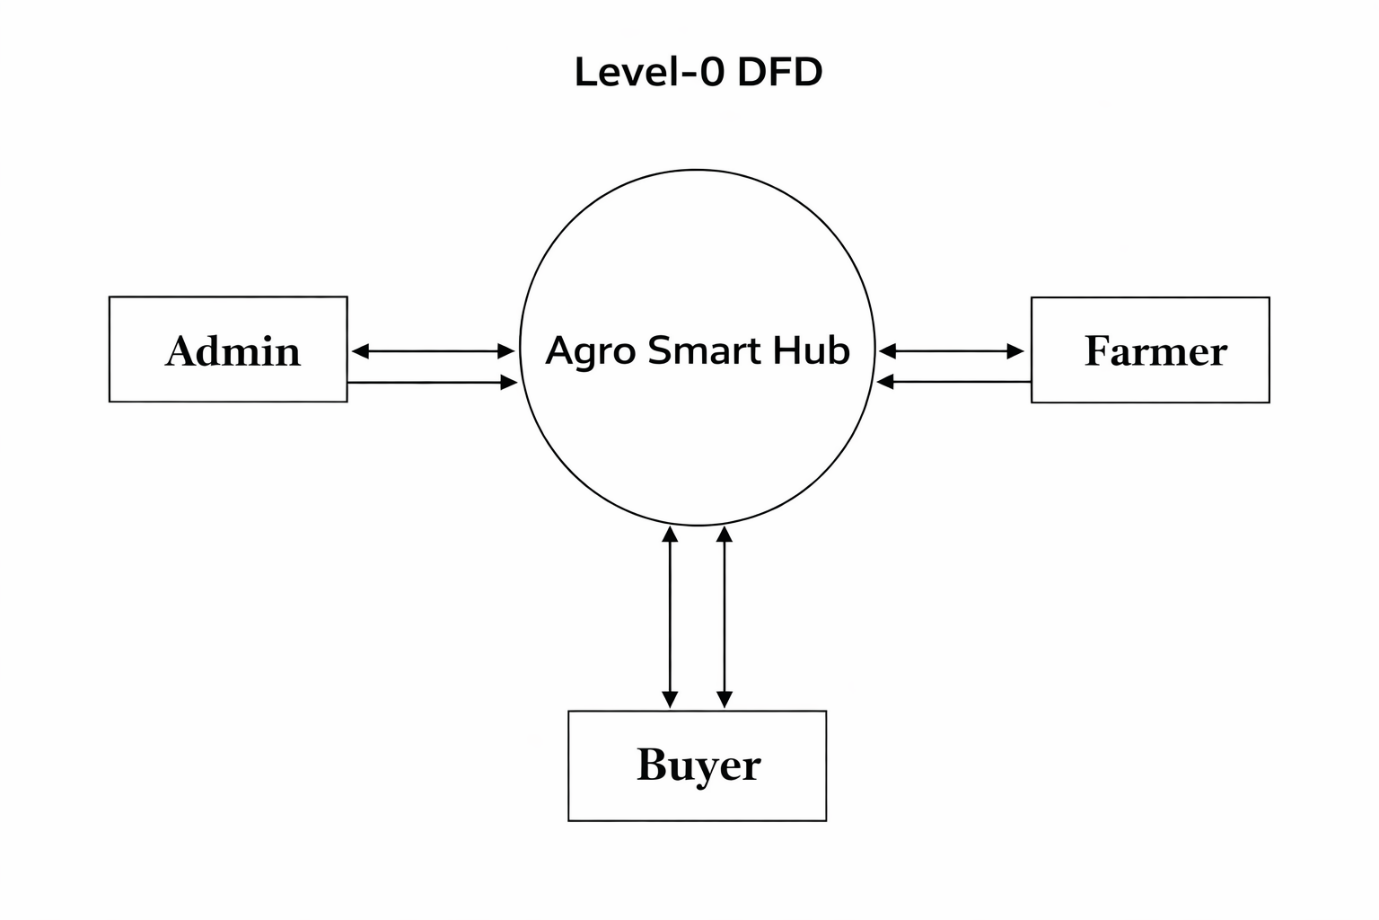 Level-0 DFD
Admin
Agro Smart Hub
Farmer
Buyer